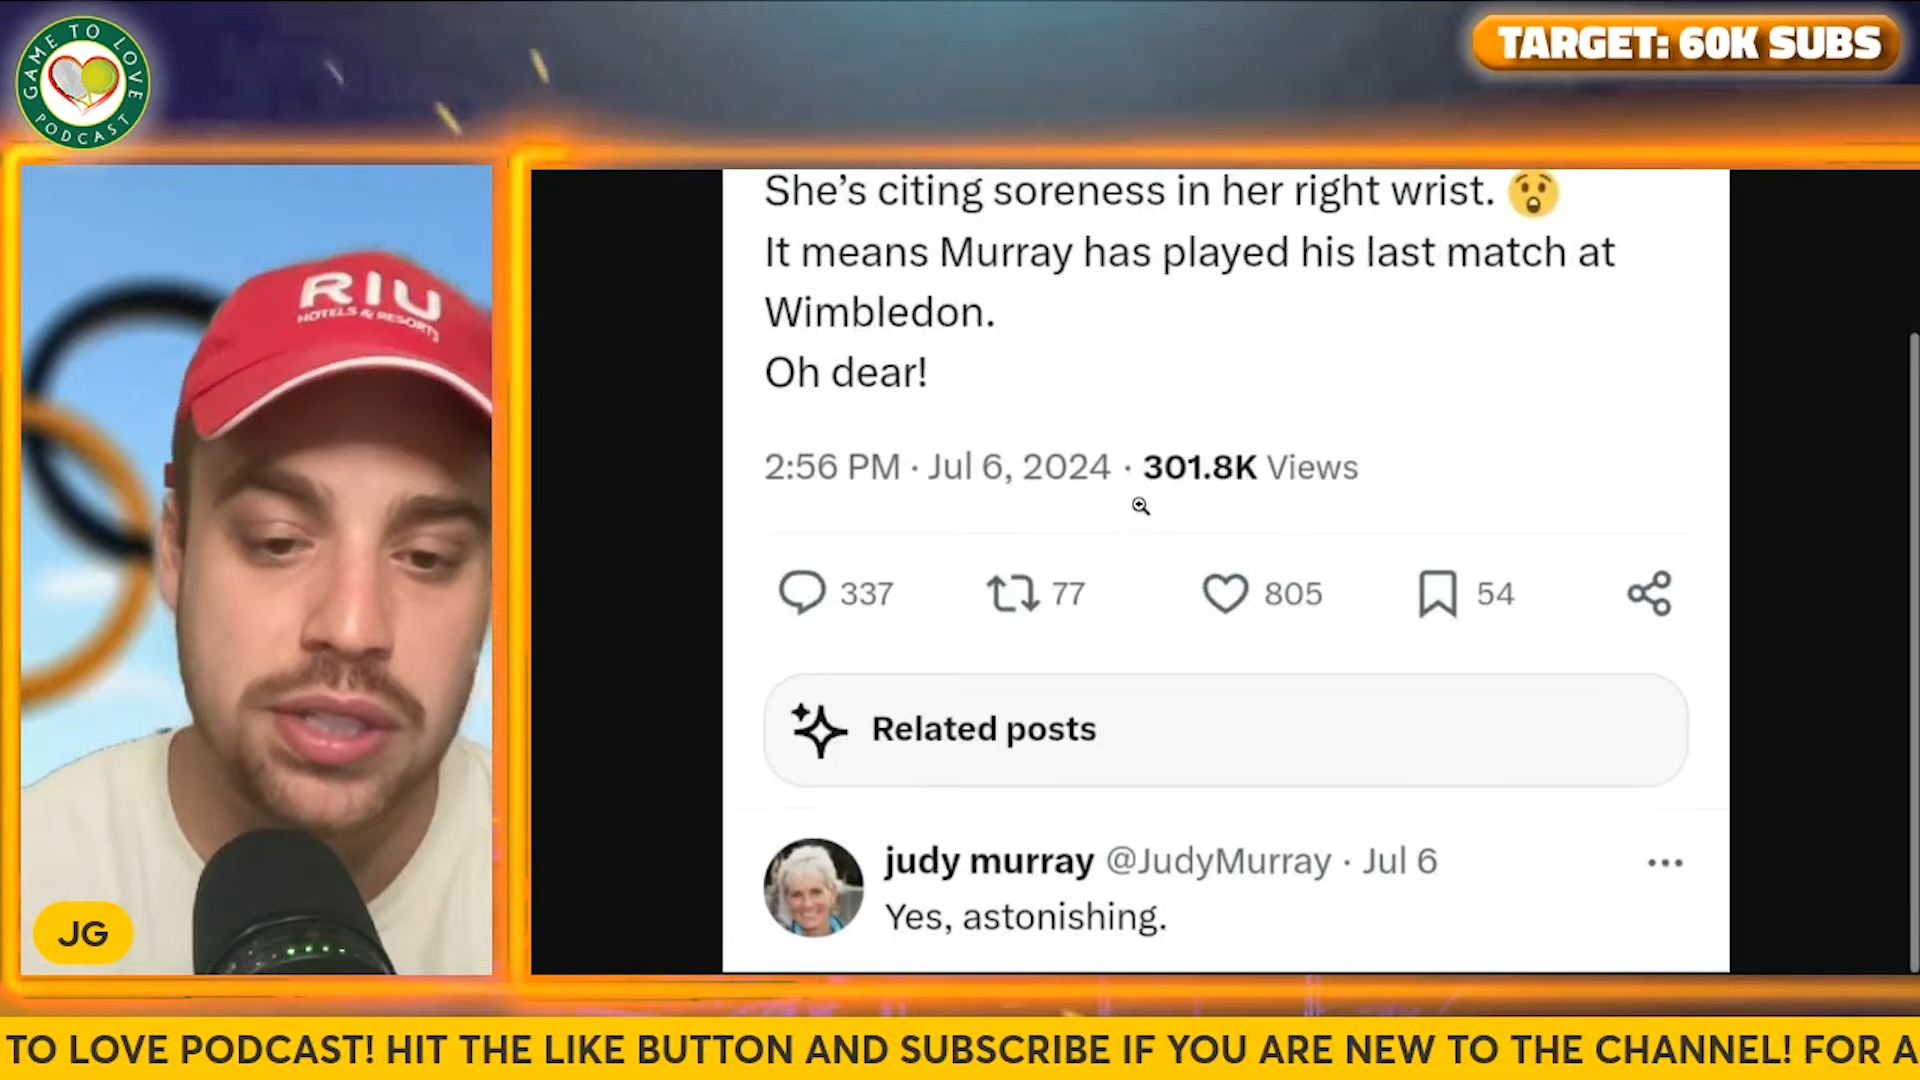 GAME TO LOVE
PODCAST
TARGET: 60K SUBS
RIU
HOTELS & RESORTS
JG
She’s citing soreness in her right wrist. 😲
It means Murray has played his last match at
Wimbledon.
Oh dear!
2:56 PM · Jul 6, 2024 · 301.8K Views
337 77 805 54
Related posts
judy murray @JudyMurray · Jul 6
Yes, astonishing.
TO LOVE PODCAST! HIT THE LIKE BUTTON AND SUBSCRIBE IF YOU ARE NEW TO THE CHANNEL! FOR A